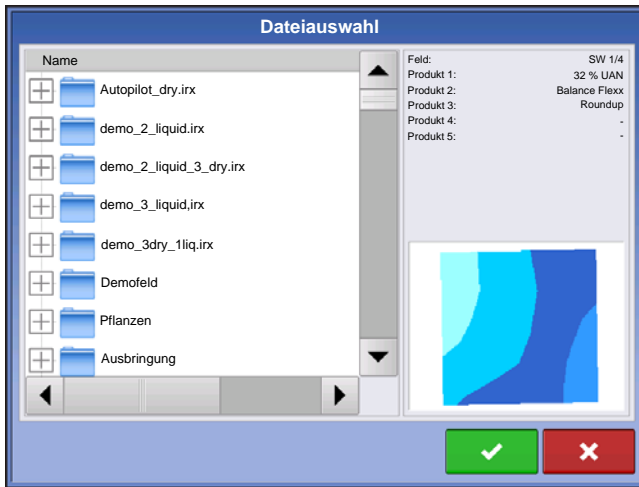 Dateiauswahl
Name
Autopilot_dry.irx
demo_2_liquid.irx
demo_2_liquid_3_dry.irx
demo_3_liquid,irx
demo_3dry_1liq.irx
Demofeld
Pflanzen
Ausbringung
Feld: SW 1/4
Produkt 1: 32 % UAN
Produkt 2: Balance Flexx
Produkt 3: Roundup
Produkt 4: -
Produkt 5: -